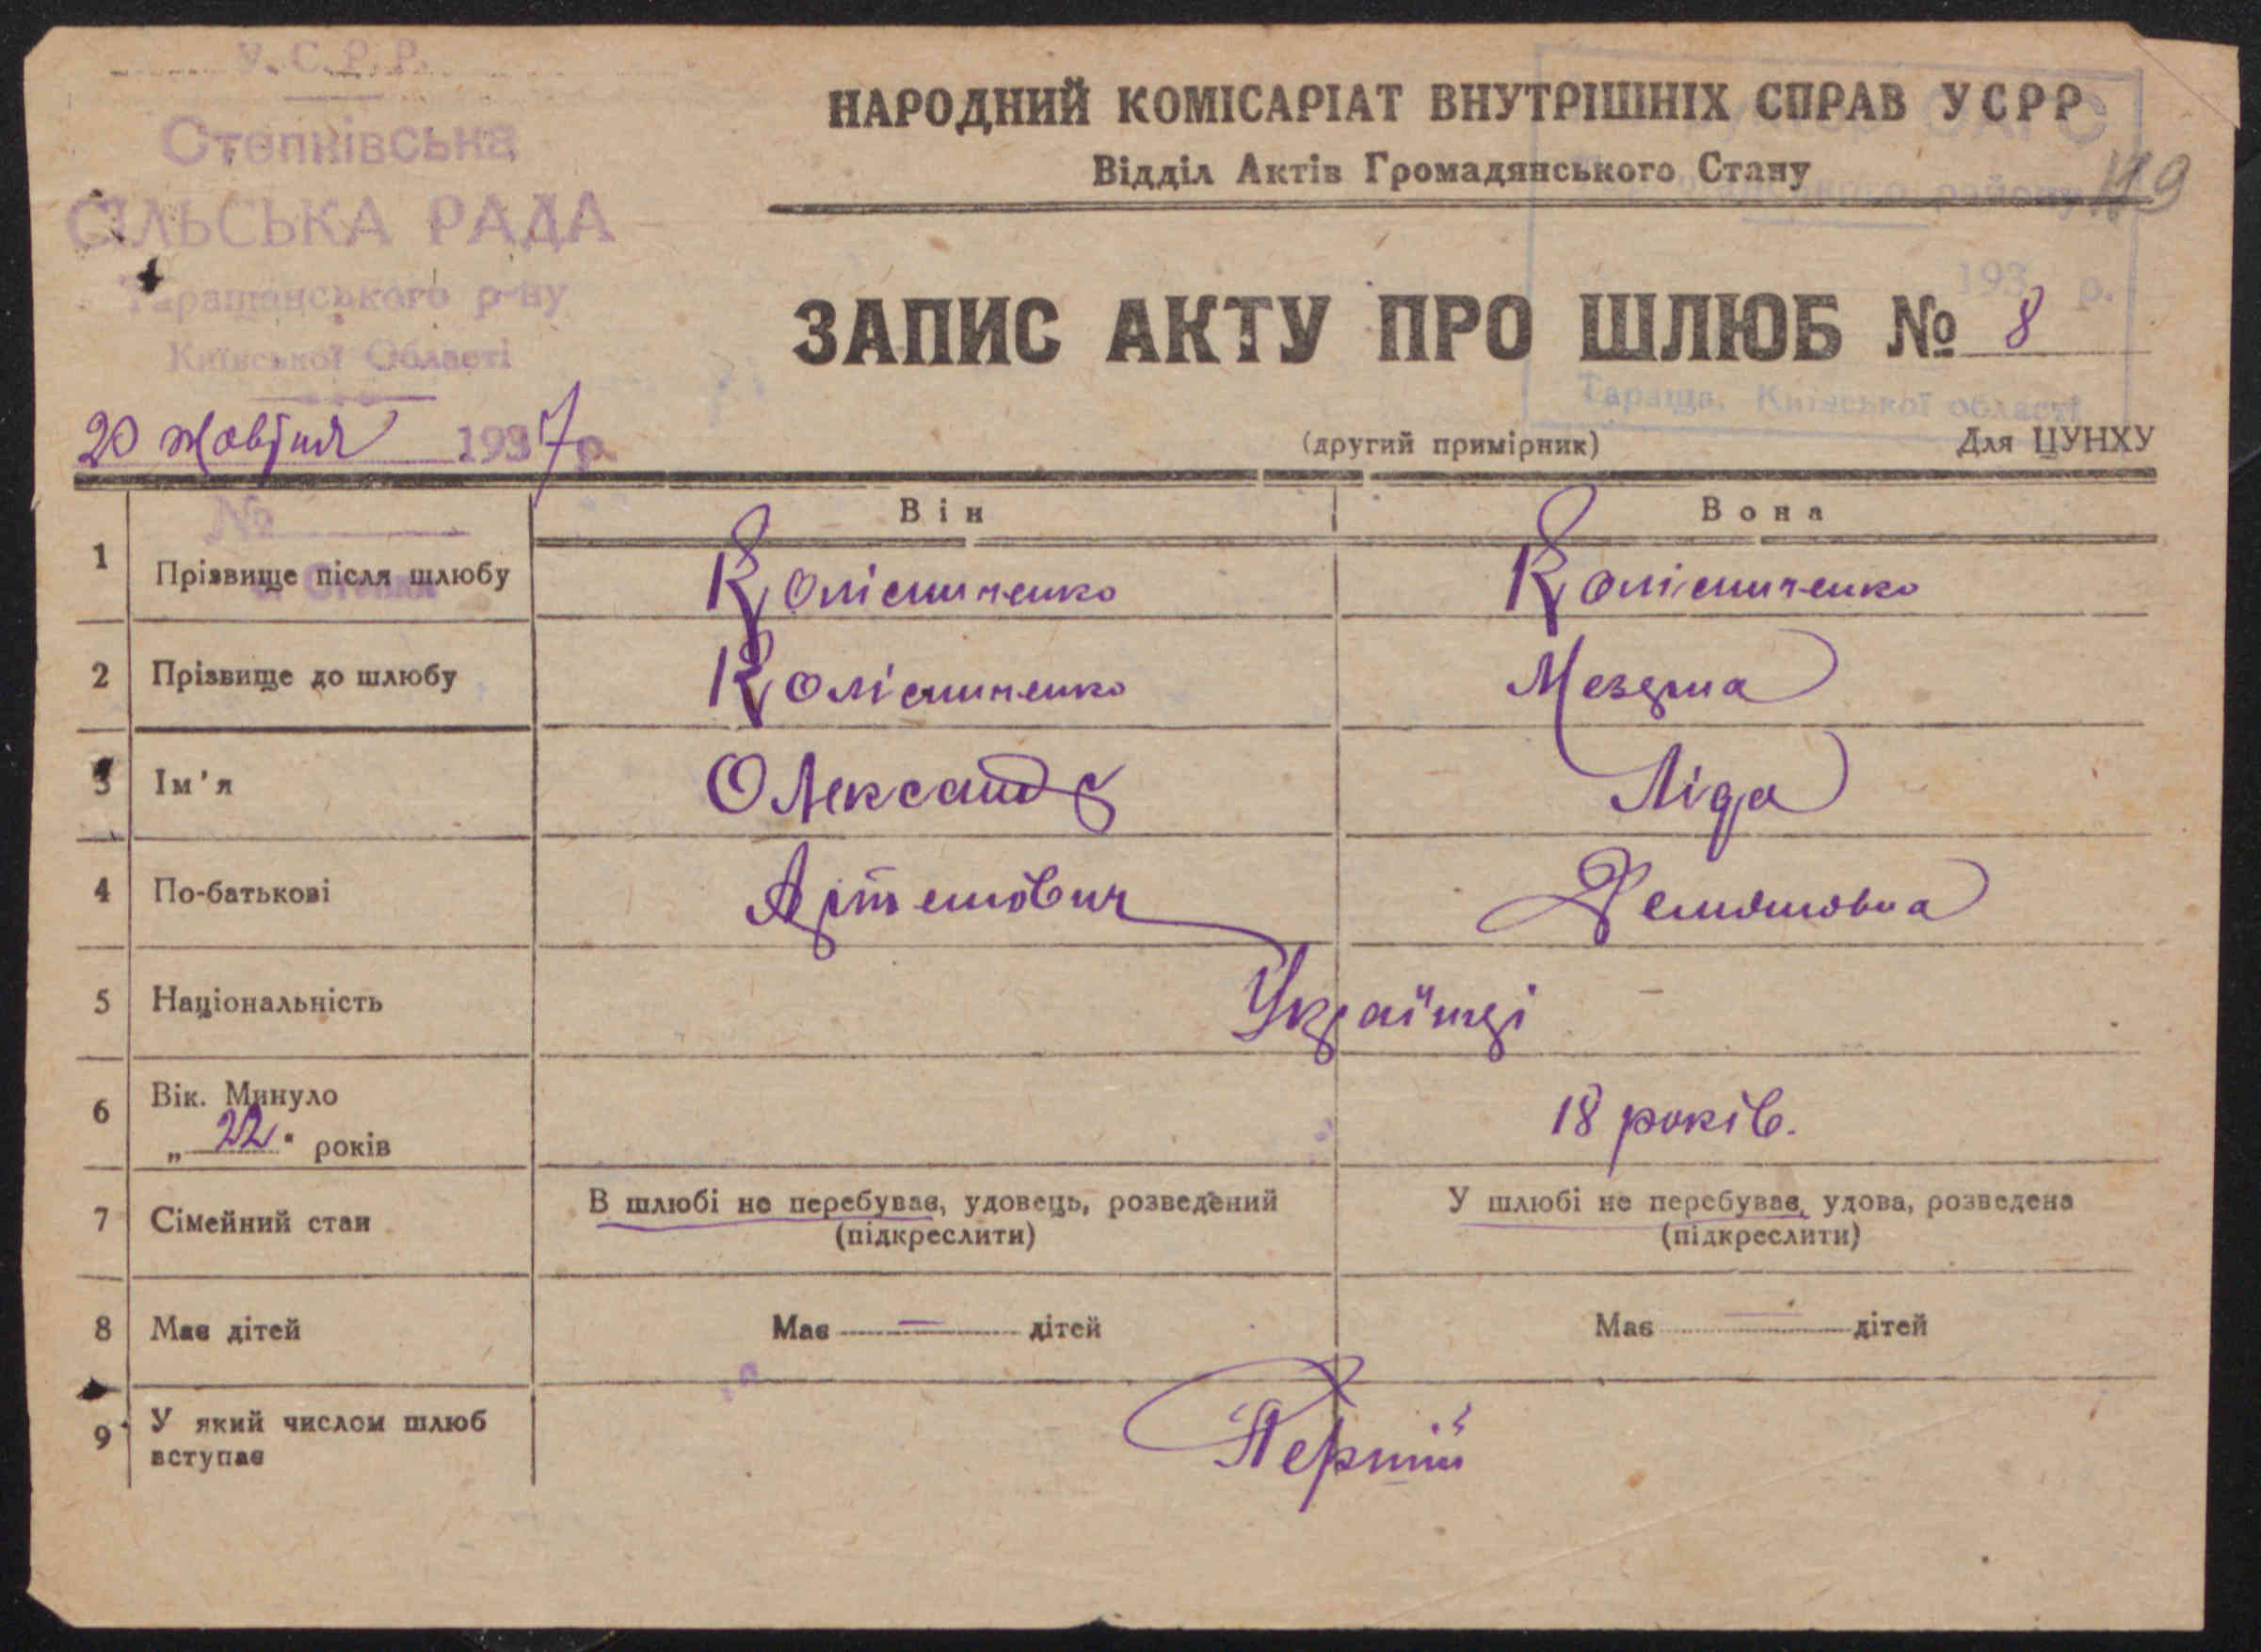 У.С.Р.Р.
Степківська
СІЛЬСЬКА РАДА
Таращанського р-ну
Київської Області
20 жовтня 1937 р.
№
НАРОДНИЙ КОМІСАРІАТ ВНУТРІШНІХ СПРАВ УСРР
Відділ Актів Громадянського Стану
119
району
193 р.
Тараща, Київської області
ЗАПИС АКТУ ПРО ШЛЮБ № 8
(другий примірник) Для ЦУНХУ
Він Вона
1 Прізвище після шлюбу Колісниченко Колісниченко
2 Прізвище до шлюбу Колісниченко
3 Ім'я Олександр Ліда
4 По-батькові Артемович
5 Національність Українці
6 Вік. Минуло
„22" років 18 років.
7 Сімейний стан В шлюбі не перебував, удовець, розведений У шлюбі не перебував, удова, розведена
(підкреслити) (підкреслити)
8 Має дітей Має — дітей Має — дітей
9 У який числом шлюб
вступає Перший